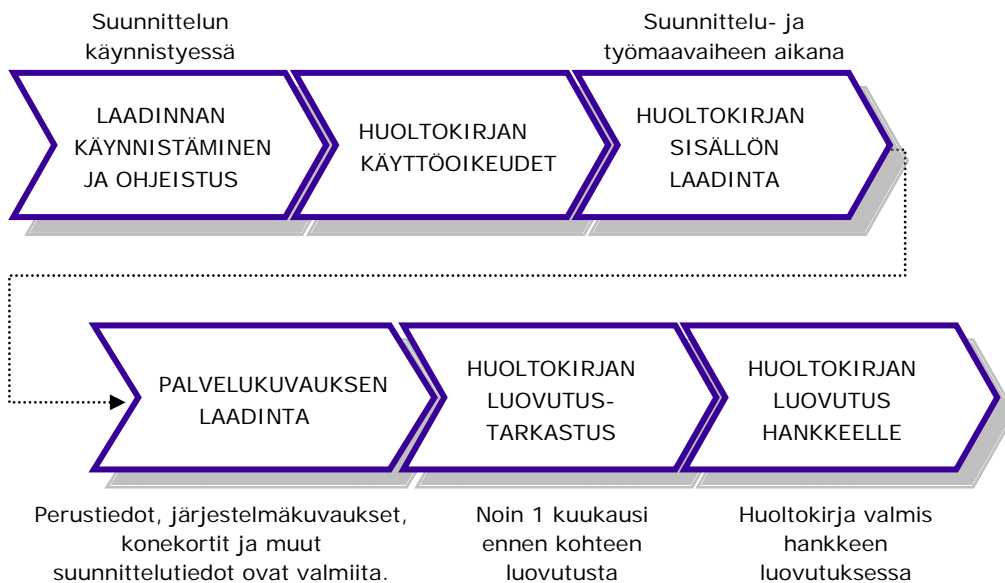 Suunnittelun
käynnistyessä
Suunnittelu- ja
työmaavaiheen aikana
LAADINNAN
KÄYNNISTÄMINEN
JA OHJEISTUS
HUOLTOKIRJAN
KÄYTTÖOIKEUDET
HUOLTOKIRJAN
SISÄLLÖN
LAADINTA
PALVELUKUVAUKSEN
LAADINTA
HUOLTOKIRJAN
LUOVUTUS-
TARKASTUS
HUOLTOKIRJAN
LUOVUTUS
HANKKEELLE
Perustiedot, järjestelmäkuvaukset,
konekortit ja muut
suunnittelutiedot ovat valmiita.
Noin 1 kuukausi
ennen kohteen
luovutusta
Huoltokirja valmis
hankkeen
luovutuksessa